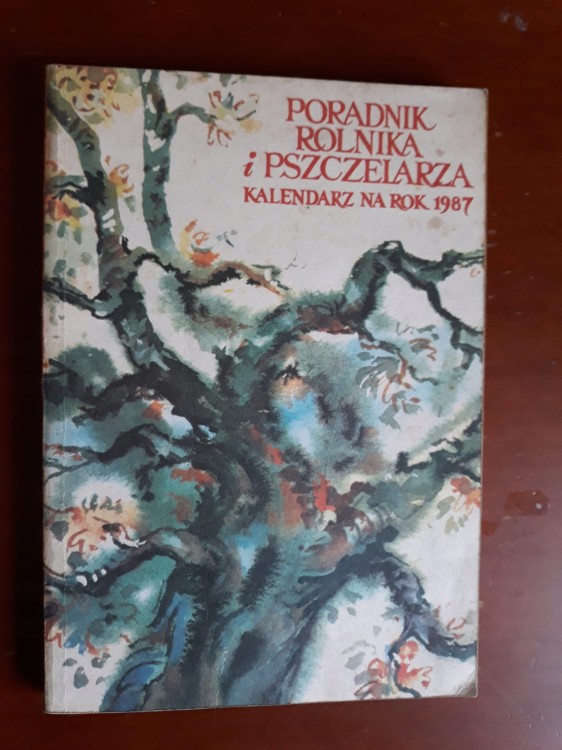 PORADNIK
ROLNIKA
i PSZCZELARZA
KALENDARZ NA ROK 1987